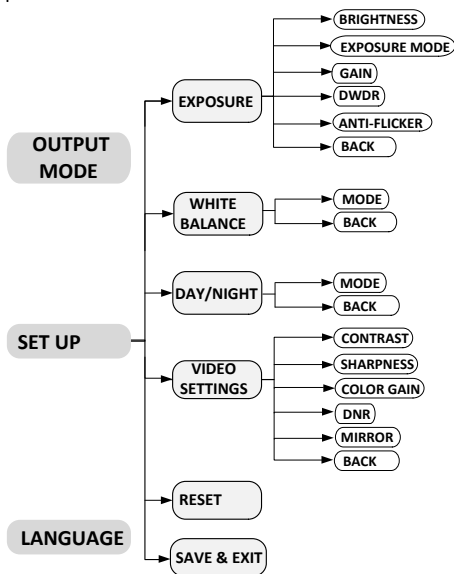 OUTPUT
MODE
SET UP
LANGUAGE
EXPOSURE
BRIGHTNESS
EXPOSURE MODE
GAIN
DWDR
ANTI-FLICKER
BACK
WHITE
BALANCE
MODE
BACK
DAY/NIGHT
MODE
BACK
VIDEO
SETTINGS
CONTRAST
SHARPNESS
COLOR GAIN
DNR
MIRROR
BACK
RESET
SAVE & EXIT